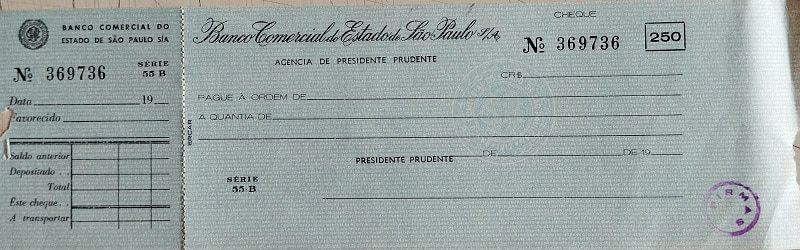 BANCO COMERCIAL DO
ESTADO DE SÃO PAULO S/A
Nº 369736
SÉRIE
55 B
Data 19
Favorecido
Saldo anterior
Depositado . .
Total
Este cheque . .
A transportar
Banco Comercial do Estado de São Paulo S/A
AGENCIA DE PRESIDENTE PRUDENTE
CHEQUE
Nº 369736
250
CR$
PAGUE À ORDEM DE
A QUANTIA DE
PRESIDENTE PRUDENTE DE DE 19
SÉRIE
55-B
FIRMAS